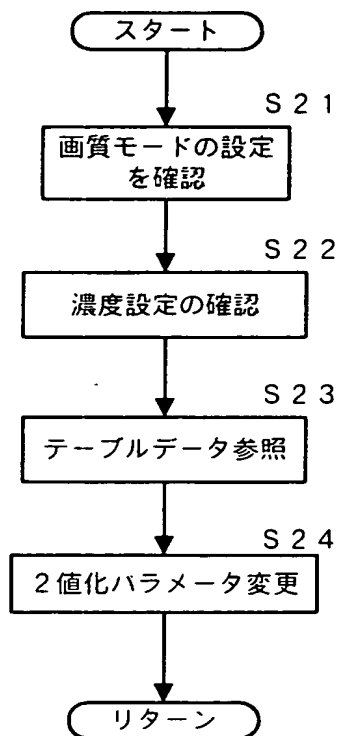 スタート
S21
画質モードの設定
を確認
S22
濃度設定の確認
S23
テーブルデータ参照
S24
2値化パラメータ変更
リターン